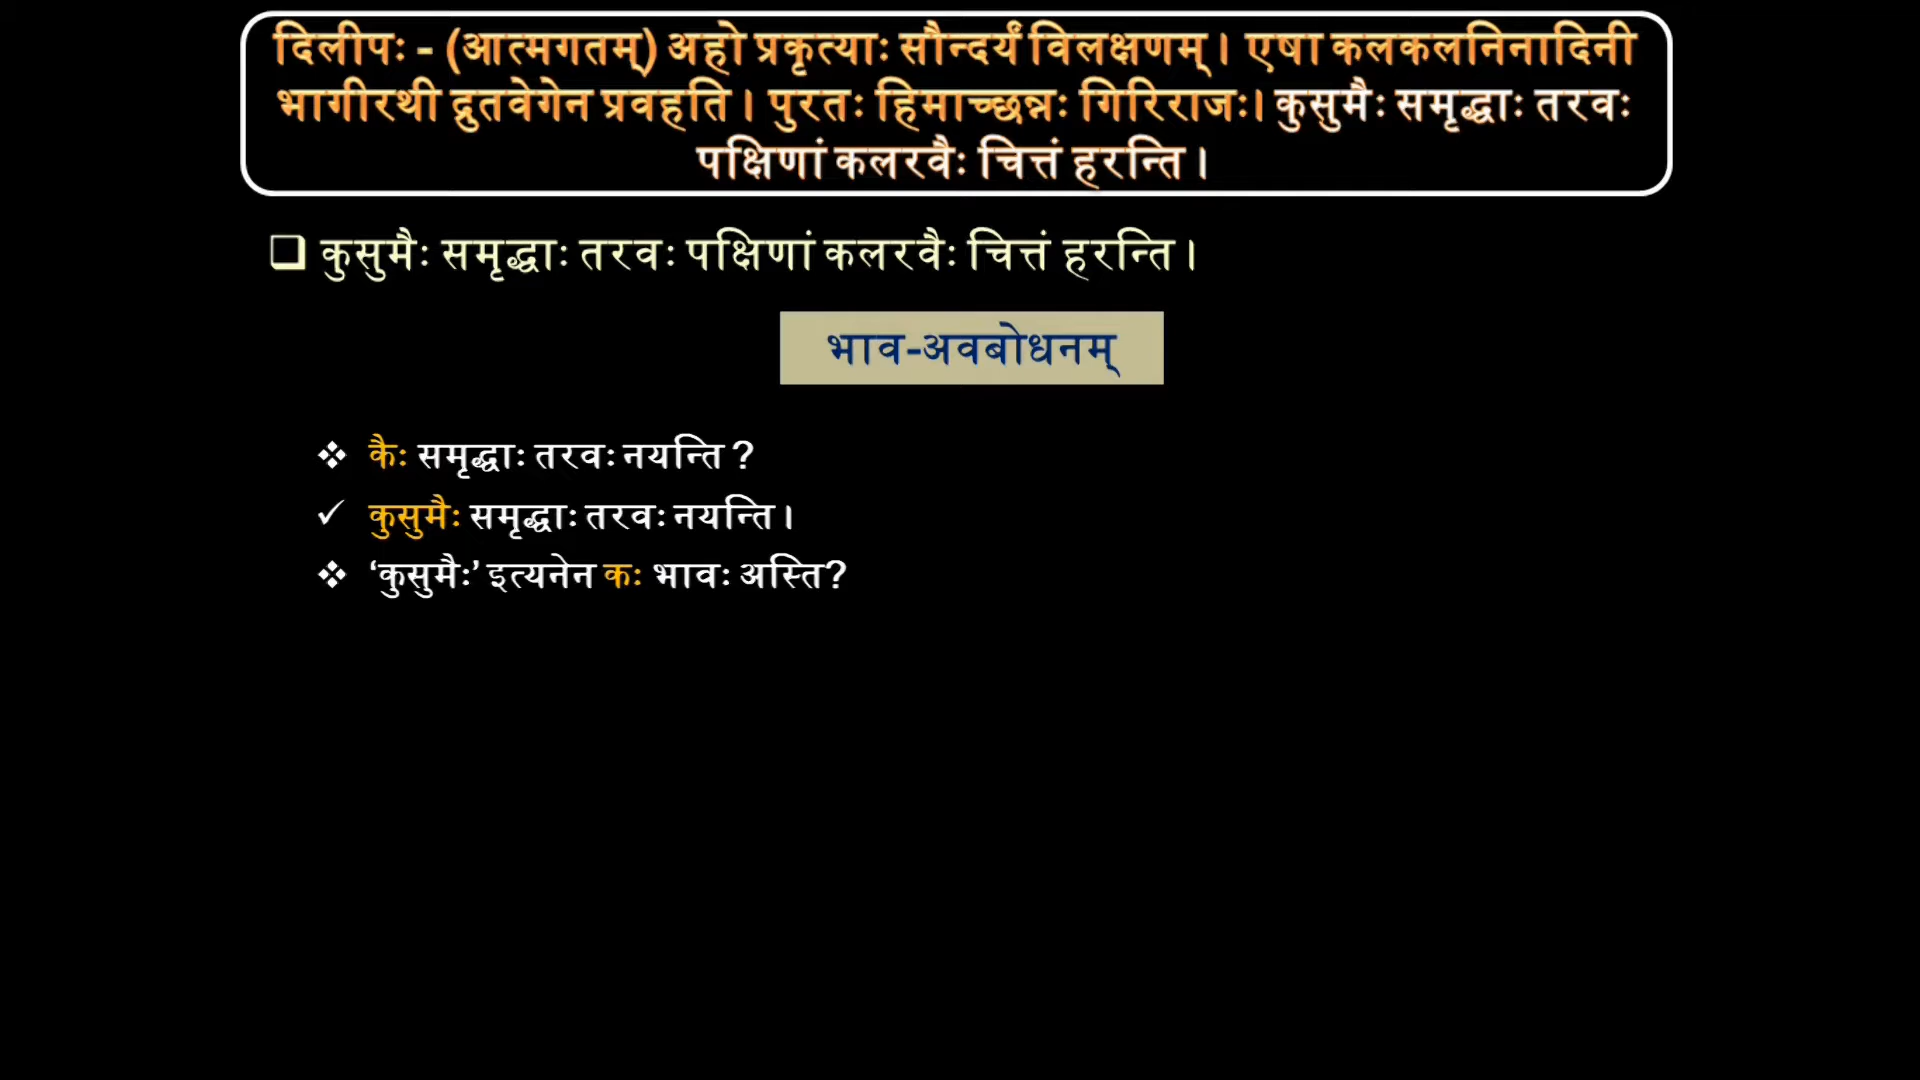 दिलीपः - (आत्मगतम्) अहो प्रकृत्याः सौन्दर्यं विलक्षणम् । एषा कलकलनिनादिनी
भागीरथी द्रुतवेगेन प्रवहति । पुरतः हिमाच्छन्नः गिरिराजः। कुसुमैः समृद्धाः तरवः
पक्षिणां कलरवैः चित्तं हरन्ति ।
❑ कुसुमैः समृद्धाः तरवः पक्षिणां कलरवैः चित्तं हरन्ति ।
भाव-अवबोधनम्
❖ कैः समृद्धाः तरवः नयन्ति ?
✓ कुसुमैः समृद्धाः तरवः नयन्ति ।
❖ ‘कुसुमैः’ इत्यनेन कः भावः अस्ति?